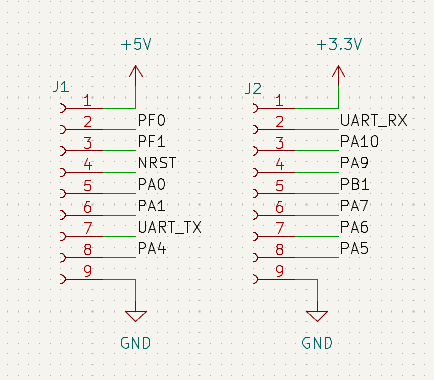 +5V
J1
1
2 PF0
3 PF1
4 NRST
5 PA0
6 PA1
7 UART_TX
8 PA4
9
GND
+3.3V
J2
1
2 UART_RX
3 PA10
4 PA9
5 PB1
6 PA7
7 PA6
8 PA5
9
GND